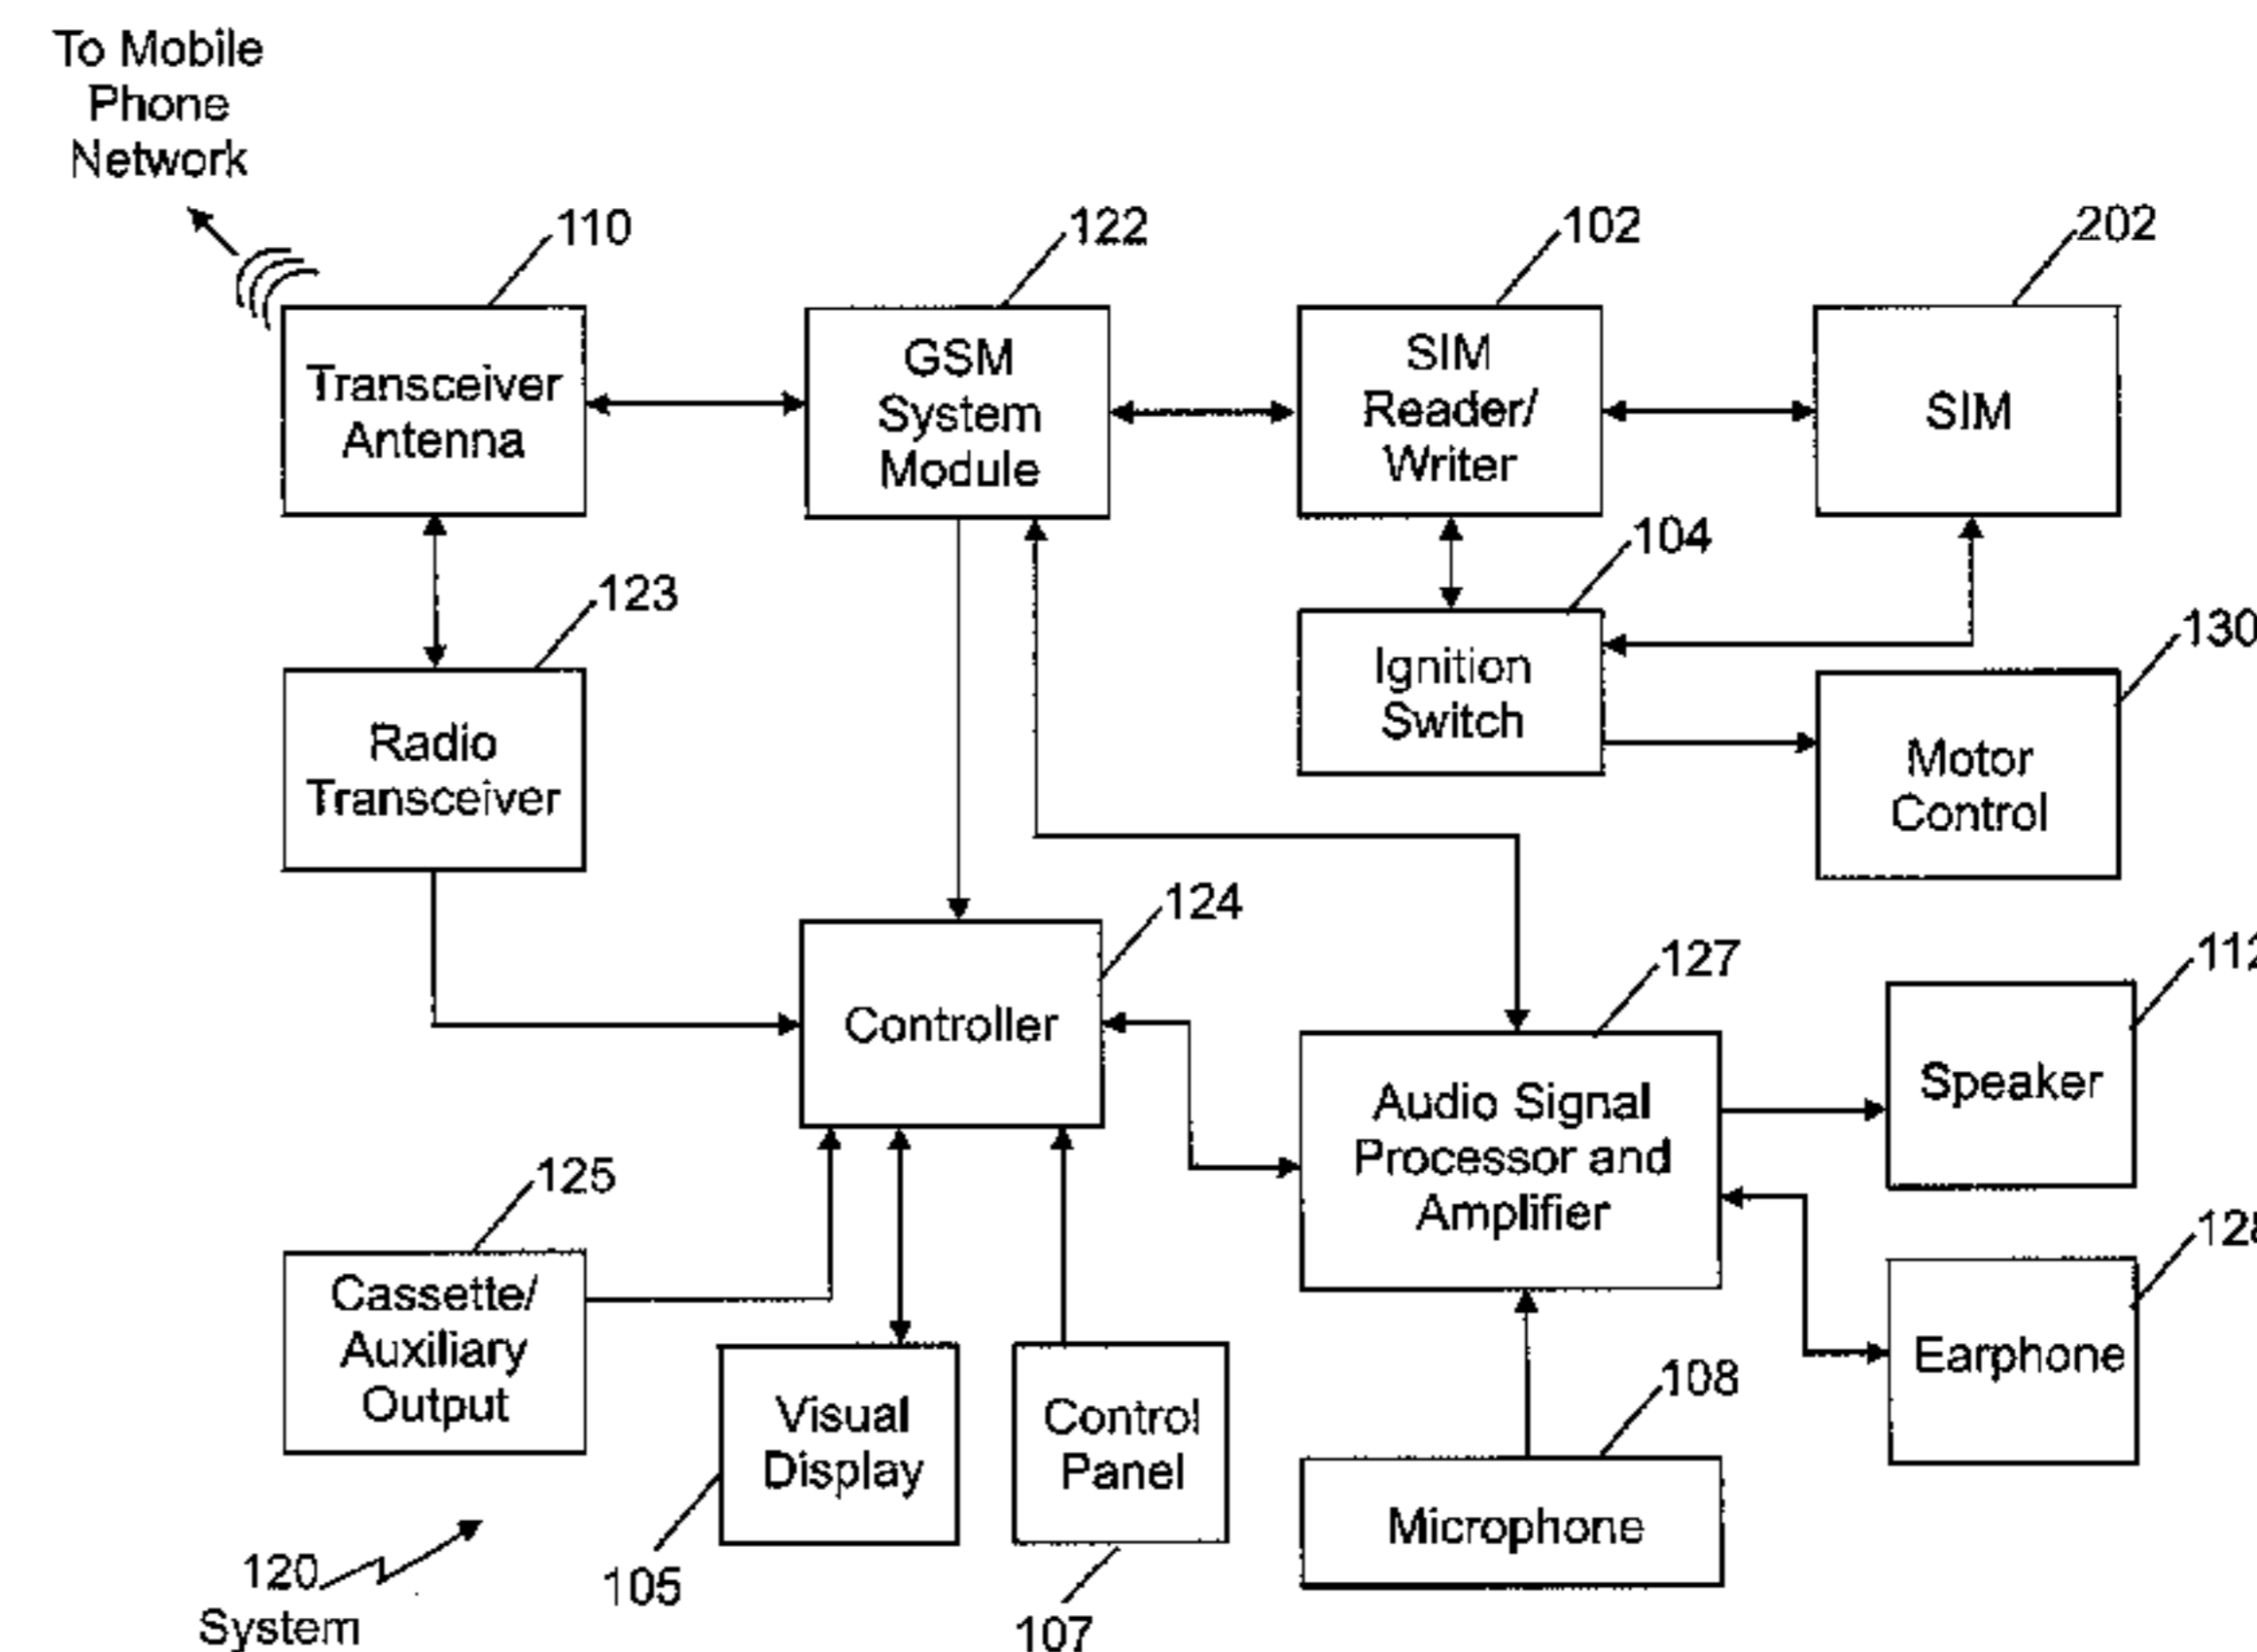 To Mobile
Phone
Network
110
122
102
202
Transceiver
Antenna
GSM
System
Module
SIM
Reader/
Writer
SIM
104
123
130
Ignition
Switch
Radio
Transceiver
Motor
Control
124
127
112
Controller
Speaker
Audio Signal
Processor and
Amplifier
125
128
Cassette/
Auxiliary
Output
Earphone
108
Visual
Display
Control
Panel
Microphone
120
System
105
107